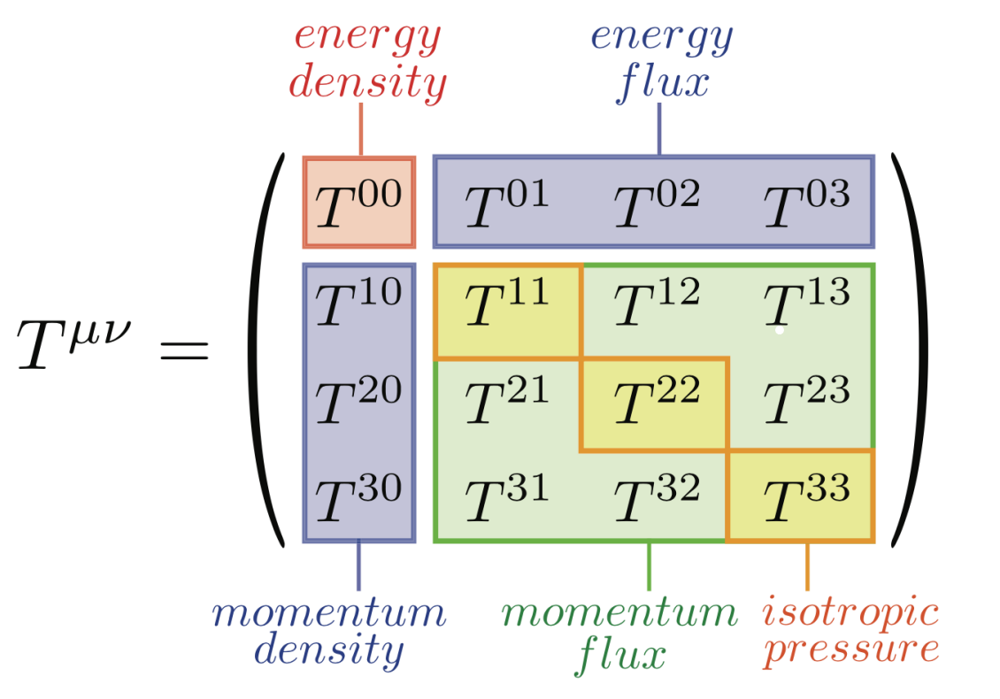 energy density
energy flux
T^{00} T^{01} T^{02} T^{03}
T^{10} T^{11} T^{12} T^{13}
T^{μν} =
T^{20} T^{21} T^{22} T^{23}
T^{30} T^{31} T^{32} T^{33}
momentum density
momentum flux
isotropic pressure